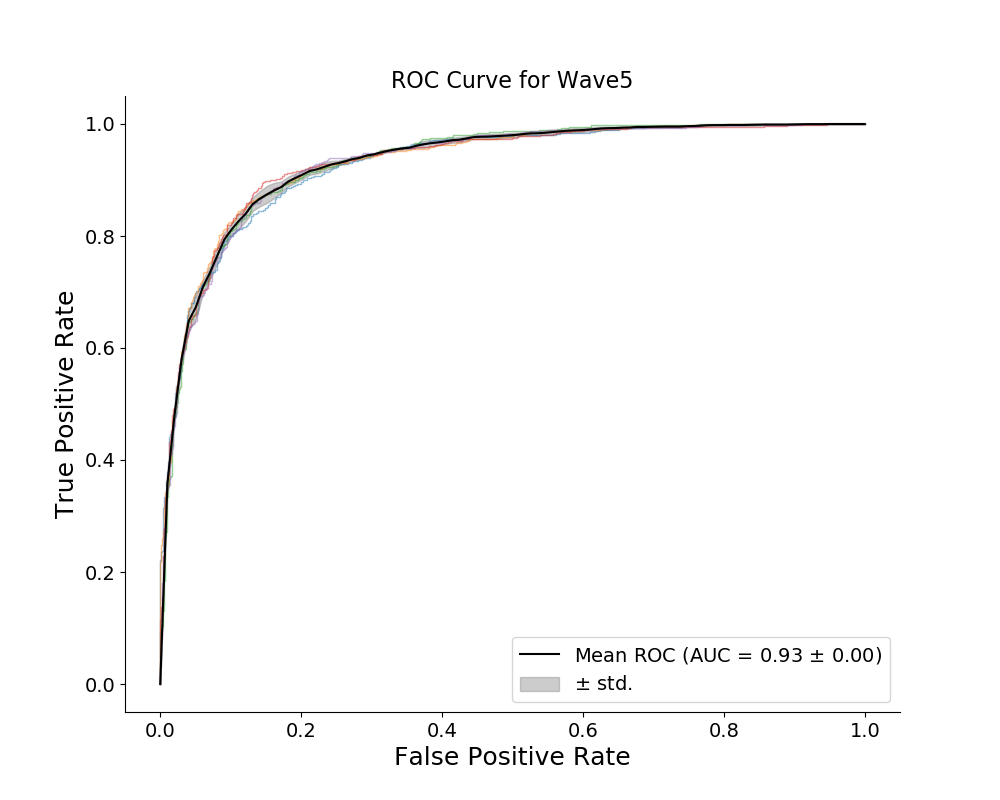 ROC Curve for Wave5
1.0
0.8
0.6
0.4
0.2
0.0
True Positive Rate
Mean ROC (AUC = 0.93 ± 0.00)
± std.
0.0 0.2 0.4 0.6 0.8 1.0
False Positive Rate